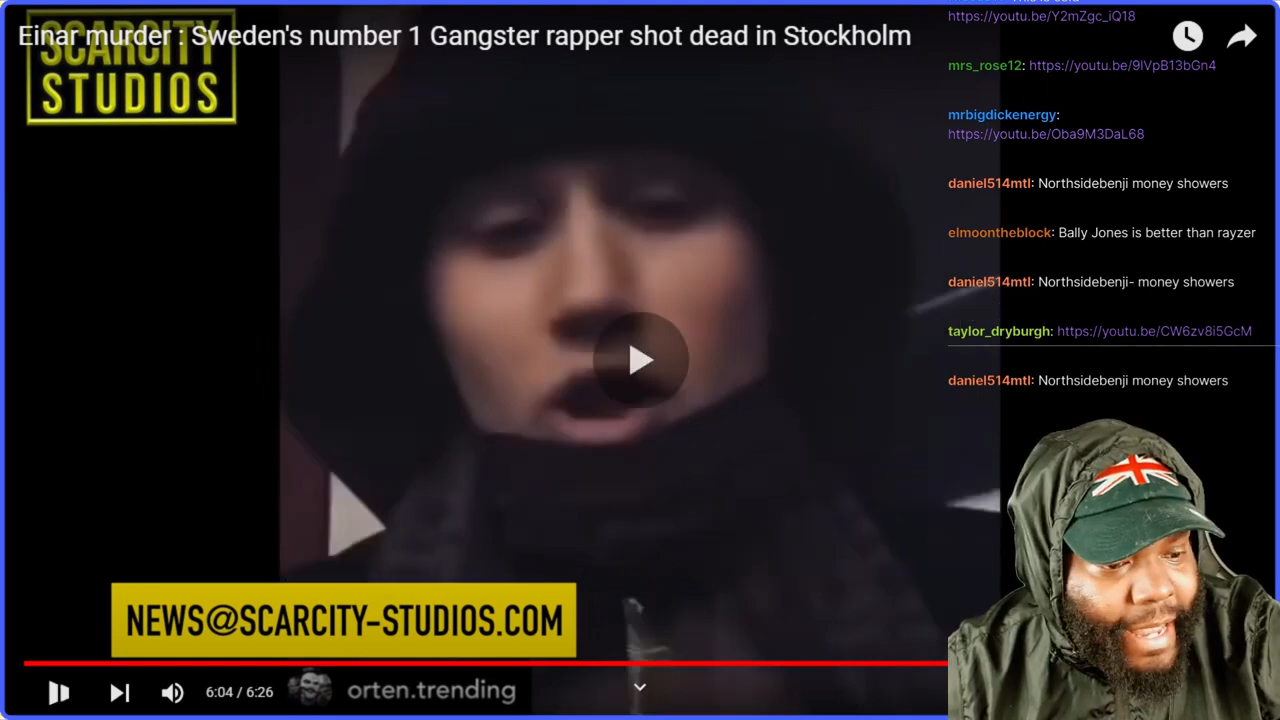 Einar murder : Sweden's number 1 Gangster rapper shot dead in Stockholm
SCARCITY
STUDIOS
NEWS@SCARCITY-STUDIOS.COM
6:04 / 6:26
orten.trending
https://youtu.be/Y2mZgc_iQ18
mrs_rose12: https://youtu.be/9IVpB13bGn4
mrbigdickenergy:
https://youtu.be/Oba9M3DaL68
daniel514mtl: Northsidebenji money showers
elmoontheblock: Bally Jones is better than rayzer
daniel514mtl: Northsidebenji- money showers
taylor_dryburgh: https://youtu.be/CW6zv8i5GcM
daniel514mtl: Northsidebenji money showers